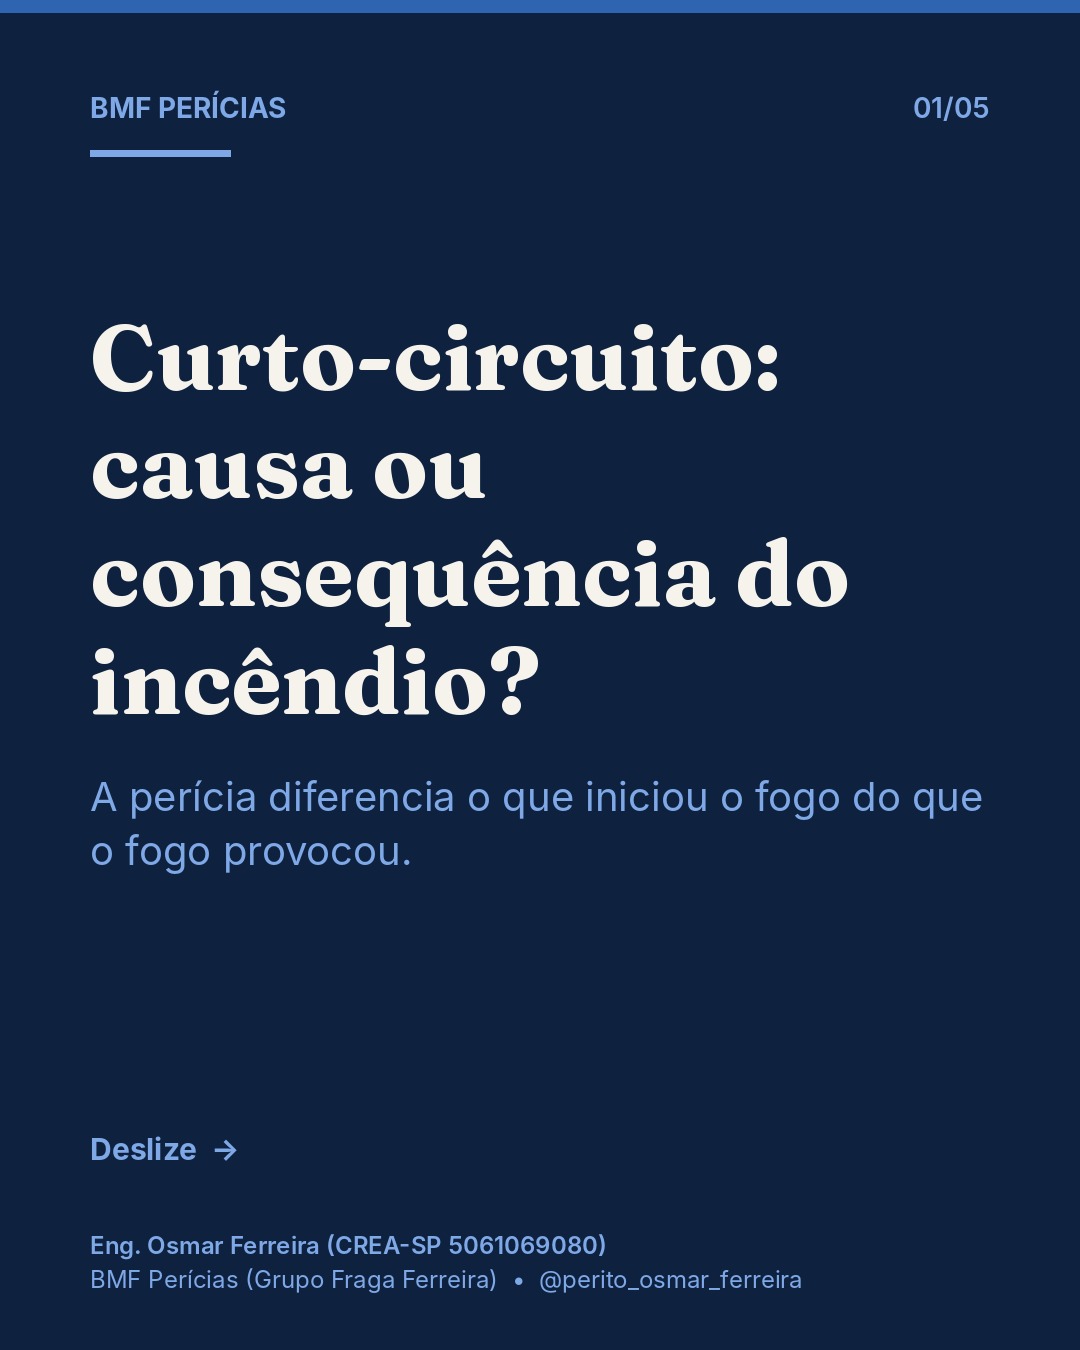 BMF PERÍCIAS
01/05
Curto-circuito:
causa ou
consequência do
incêndio?
A perícia diferencia o que iniciou o fogo do que
o fogo provocou.
Deslize →
Eng. Osmar Ferreira (CREA-SP 5061069080)
BMF Perícias (Grupo Fraga Ferreira) • @perito_osmar_ferreira